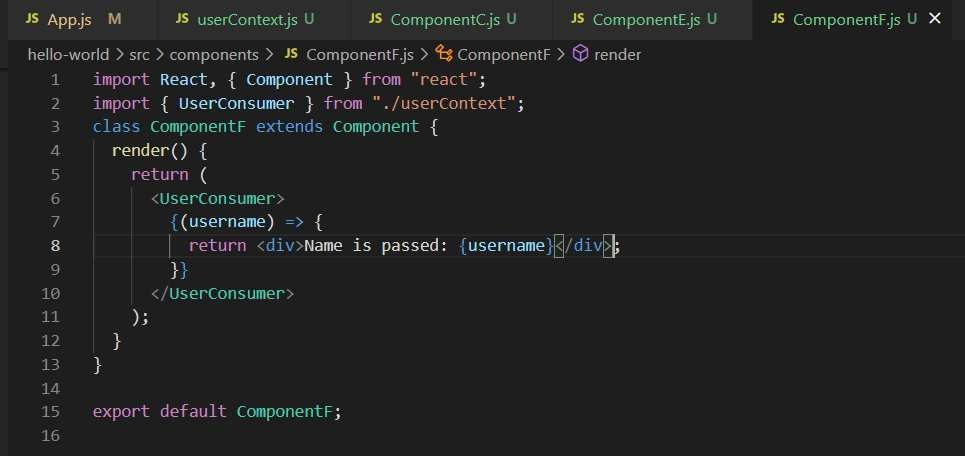 JS App.js M JS userContext.js U JS ComponentC.js U JS ComponentE.js U JS ComponentF.js U
hello-world > src > components > JS ComponentF.js > ComponentF > render
1 import React, { Component } from "react";
2 import { UserConsumer } from "./userContext";
3 class ComponentF extends Component {
4   render() {
5     return (
6       <UserConsumer>
7         {(username) => {
8           return <div>Name is passed: {username}</div>;
9         }}
10       </UserConsumer>
11     );
12   }
13 }
14
15 export default ComponentF;
16